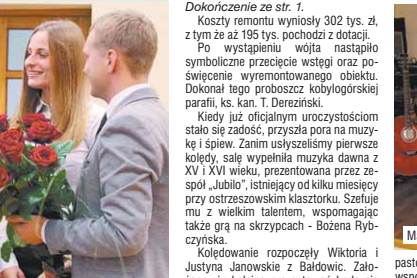 Dokończenie ze str. 1.
Koszty remontu wyniosły 302 tys. zł,
z tym że aż 195 tys. pochodzi z dotacji.
Po wystąpieniu wójta nastąpiło
symboliczne przecięcie wstęgi oraz po-
święcenie wyremontowanego obiektu.
Dokonał tego proboszcz kobylogórskiej
parafii, ks. kan. T. Dereziński.
Kiedy już oficjalnym uroczystościom
stało się zadość, przyszła pora na muzy-
kę i śpiew. Zanim usłyszeliśmy pierwsze
kolędy, salę wypełniła muzyka dawna z
XV i XVI wieku, prezentowana przez ze-
spół „Jubilo”, istniejący od kilku miesięcy
przy ostrzeszowskim klasztorku. Szefuje
mu z wielkim talentem, wspomagając
także grą na skrzypcach - Bożena Ryb-
czyńska.
Kolędowanie rozpoczęły Wiktoria i
Justyna Janowskie z Bałdowic. Zało-